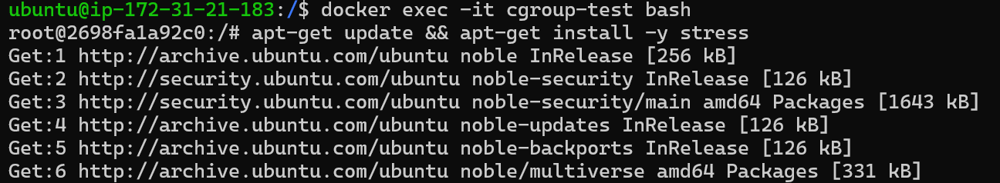 ubuntu@ip-172-31-21-183:/$ docker exec -it cgroup-test bash
root@2698fa1a92c0:/# apt-get update && apt-get install -y stress
Get:1 http://archive.ubuntu.com/ubuntu noble InRelease [256 kB]
Get:2 http://security.ubuntu.com/ubuntu noble-security InRelease [126 kB]
Get:3 http://security.ubuntu.com/ubuntu noble-security/main amd64 Packages [1643 kB]
Get:4 http://archive.ubuntu.com/ubuntu noble-updates InRelease [126 kB]
Get:5 http://archive.ubuntu.com/ubuntu noble-backports InRelease [126 kB]
Get:6 http://archive.ubuntu.com/ubuntu noble/multiverse amd64 Packages [331 kB]